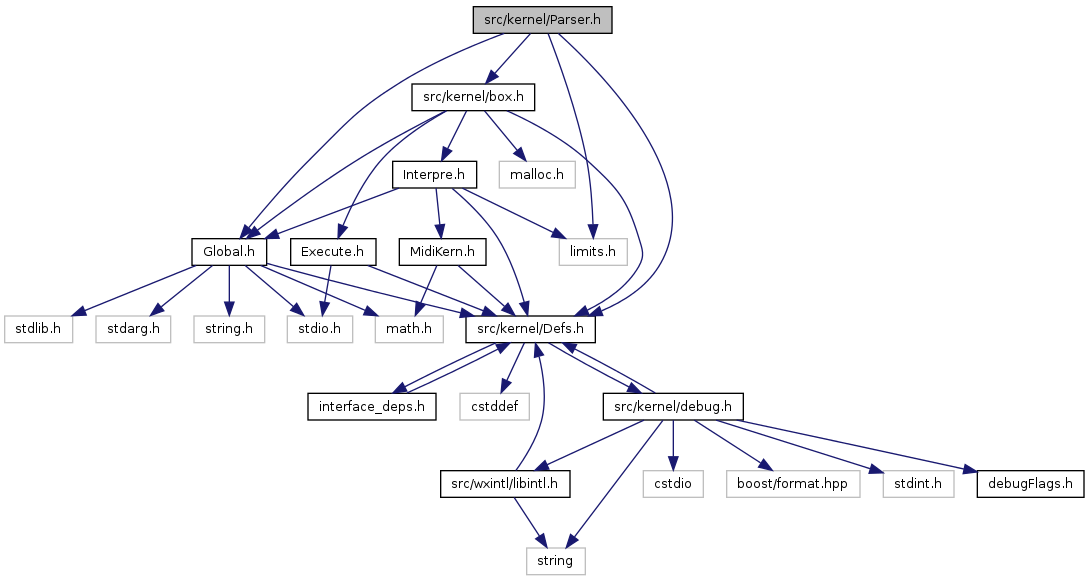 src/kernel/Parser.h
src/kernel/box.h
Interpre.h
malloc.h
Global.h
Execute.h
MidiKern.h
limits.h
stdlib.h
stdarg.h
string.h
stdio.h
math.h
src/kernel/Defs.h
interface_deps.h
cstddef
src/kernel/debug.h
src/wxintl/libintl.h
cstdio
boost/format.hpp
stdint.h
debugFlags.h
string